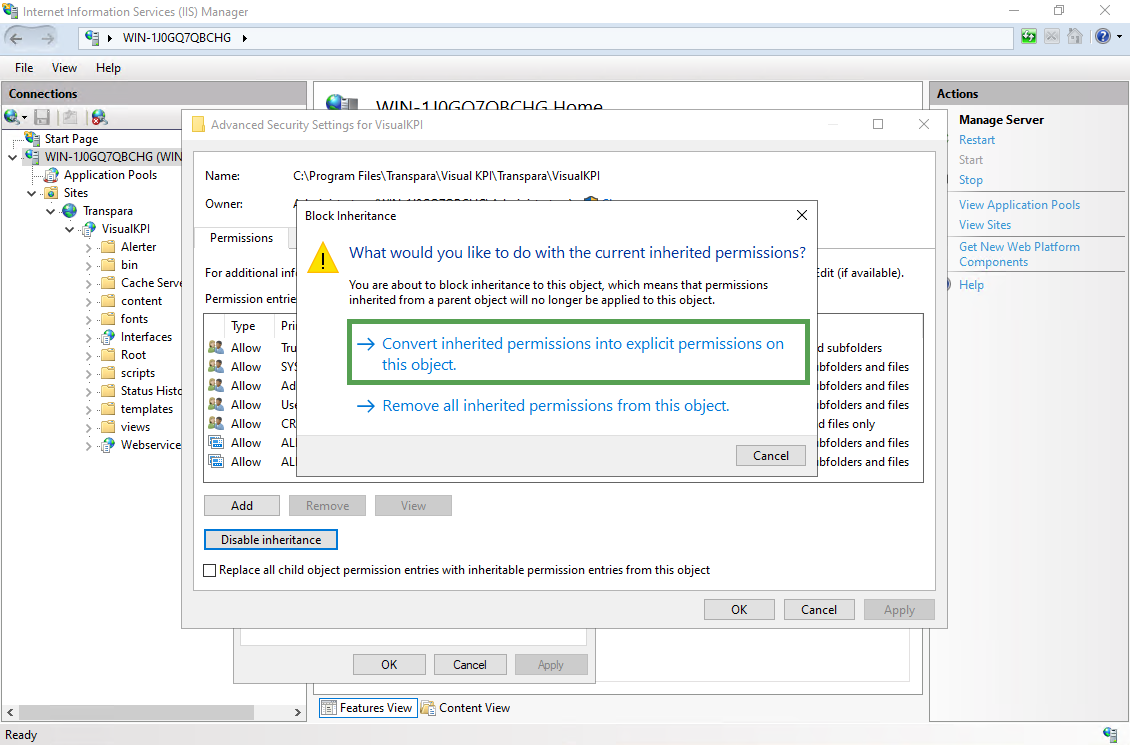 Internet Information Services (IIS) Manager
WIN-1J0GQ7QBCHG
File View Help
Connections
Start Page
WIN-1J0GQ7QBCHG (WIN
Application Pools
Sites
Transpara
VisualKPI
Alerter
bin
Cache Serve
content
fonts
Interfaces
Root
scripts
Status Histo
templates
views
Webservice
WIN-1J0GQ7QBCHG Home
Advanced Security Settings for VisualKPI
Name: C:\Program Files\Transpara\Visual KPI\Transpara\VisualKPI
Owner:
Permissions
For additional info
Edit (if available).
Permission entrie
Type Pri
Allow Tru
d subfolders
Allow SYS
bfolders and files
Allow Ad
bfolders and files
Allow Use
bfolders and files
Allow CR
d files only
Allow ALI
bfolders and files
Allow ALI
bfolders and files
Block Inheritance
What would you like to do with the current inherited permissions?
You are about to block inheritance to this object, which means that permissions
inherited from a parent object will no longer be applied to this object.
Convert inherited permissions into explicit permissions on
this object.
Remove all inherited permissions from this object.
Cancel
Add Remove View
Disable inheritance
Replace all child object permission entries with inheritable permission entries from this object
OK Cancel Apply
OK Cancel Apply
Features View Content View
Actions
Manage Server
Restart
Start
Stop
View Application Pools
View Sites
Get New Web Platform
Components
Help
Ready